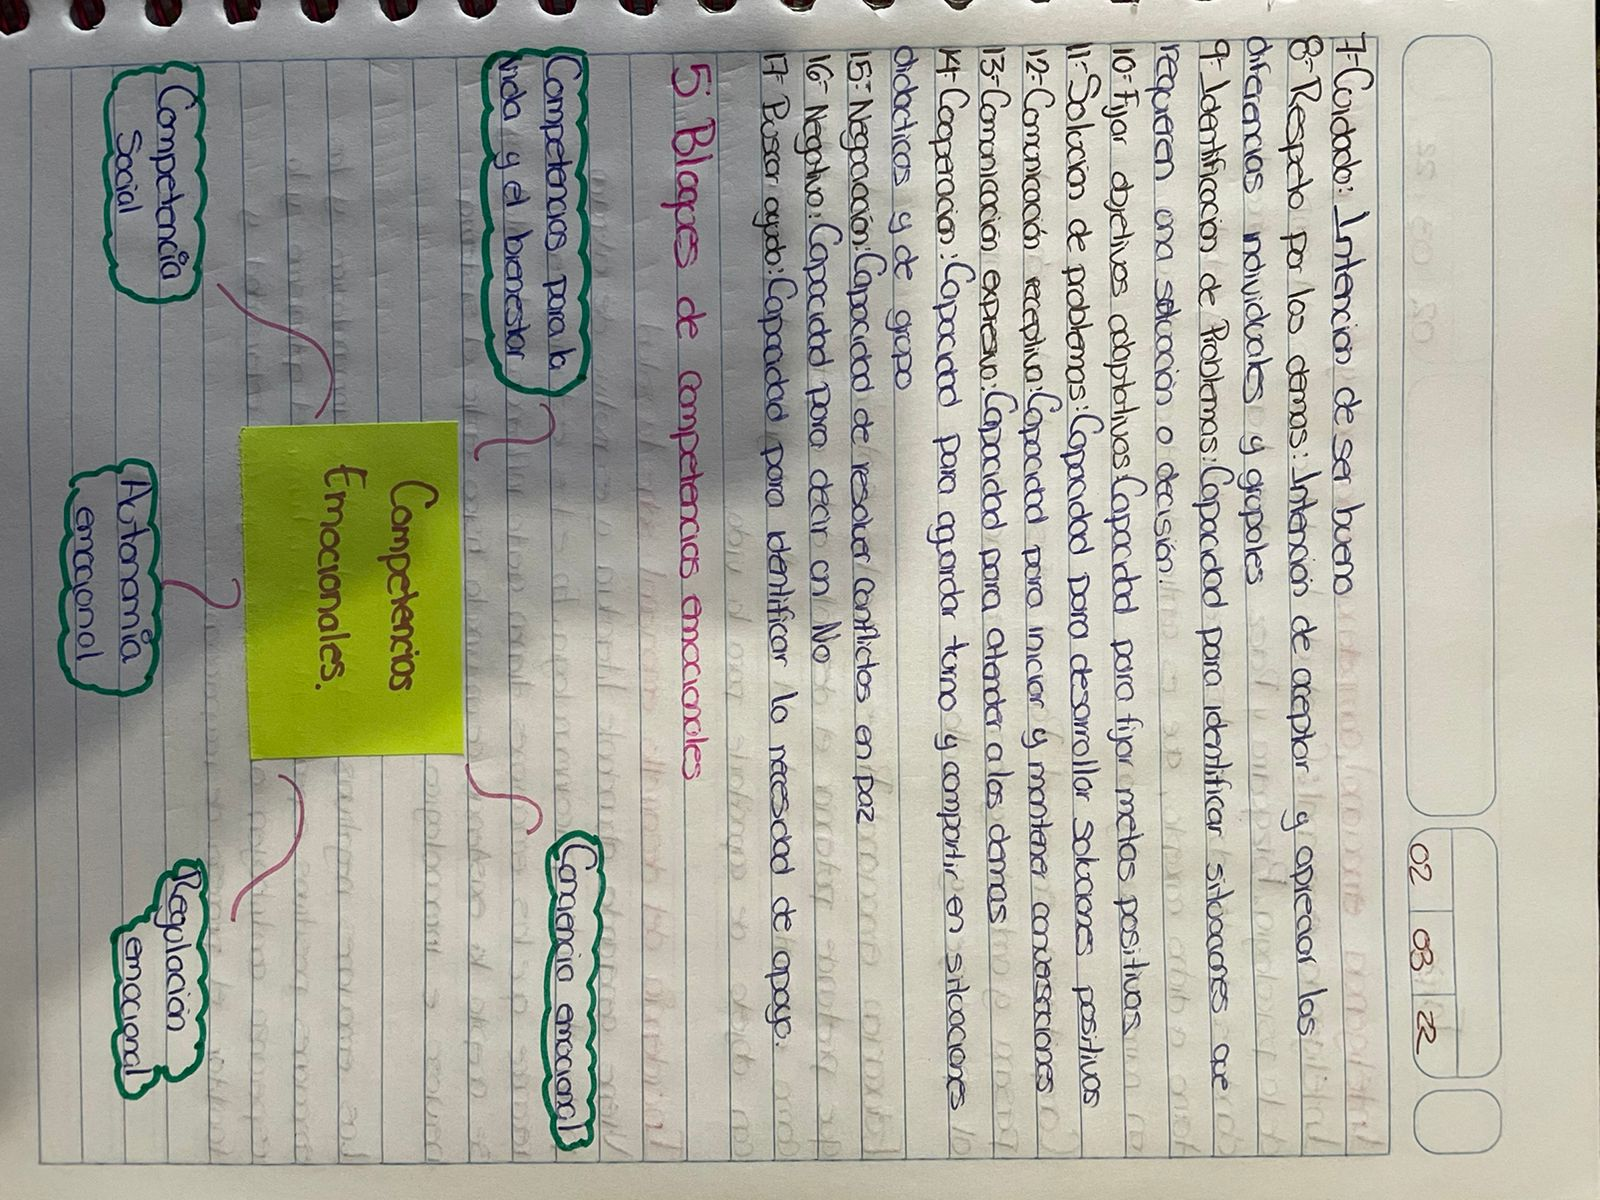 02 03 22
7-Cuidado: Intención de ser bueno
8-Respeto por los demas: Intención de aceptar y apreciar las
diferencias individuales y grupales
9-Identificación de Problemas: Capacidad para identificar situaciones que
requieren una solución o decisión.
10-Fijar objetivos adaptativos: Capacidad para fijar metas positivas
11-Solución de problemas: Capacidad para desarrollar soluciones positivas
12-Comunicación receptiva: Capacidad para iniciar y mantener conversaciones
13-Comunicación expresiva: Capacidad para atender a los demas
14-Cooperación: Capacidad para aguardar turno y compartir en situaciones
didacticas y de grupo
15-Negociación: Capacidad de resolver conflictos en paz
16-Negativo: Capacidad para decir un No
17-Buscar ayuda: Capacidad para identificar la necesidad de apoyo.
5 Bloques de competencias emocionales
Competencias para la
vida y el bienestar
Conciencia emocional
Competencias
Emocionales.
Competencia
Social
Regulación
emocional
Autonomía
emocional